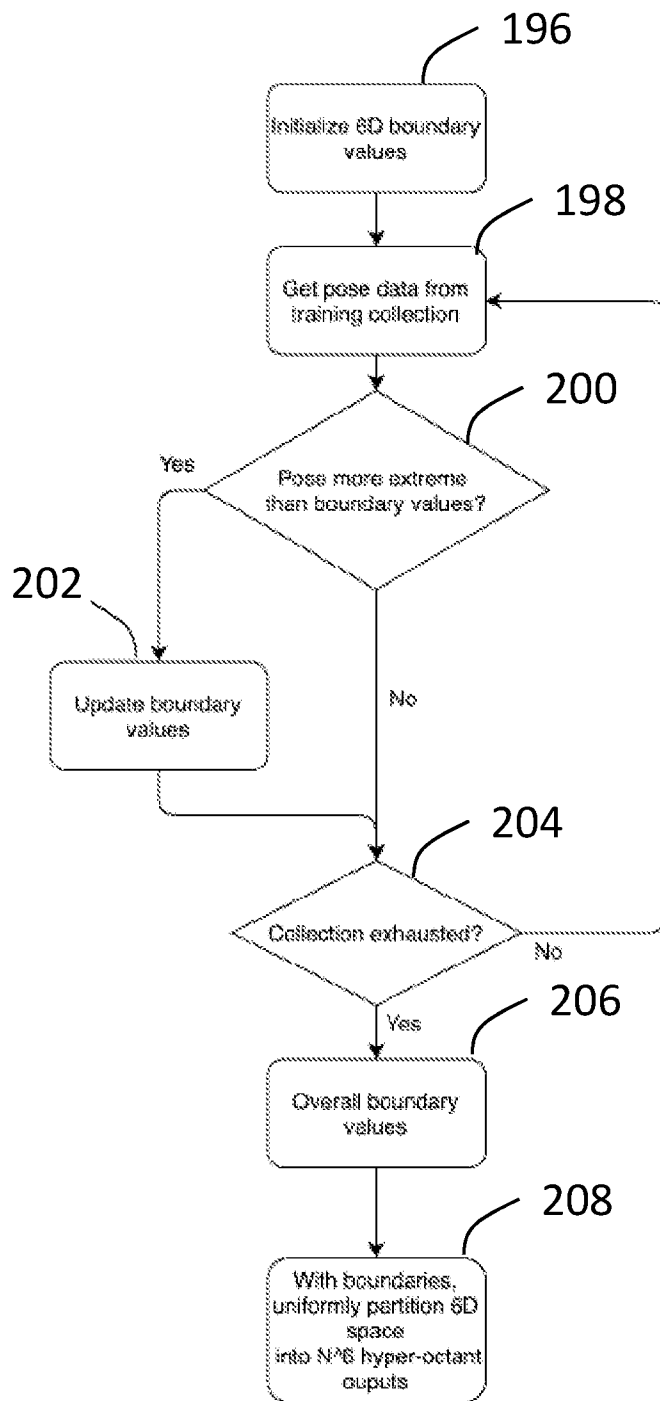 196
Initialize 6D boundary
values
198
Get pose data from
training collection
200
Yes
Pose more extreme
than boundary values?
202
Update boundary
values
No
204
Collection exhausted?
No
Yes
206
Overall boundary
values
208
With boundaries,
uniformly partition 6D
space
into N^6 hyper-octant
ouputs